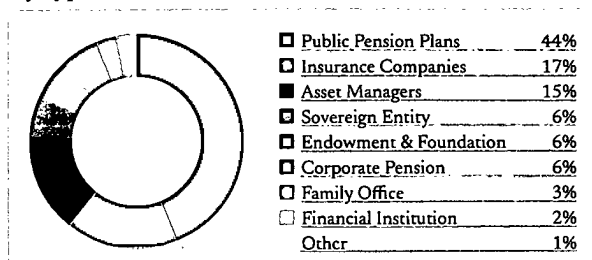 Public Pension Plans 44%
Insurance Companies 17%
Asset Managers 15%
Sovereign Entity 6%
Endowment & Foundation 6%
Corporate Pension 6%
Family Office 3%
Financial Institution 2%
Other 1%